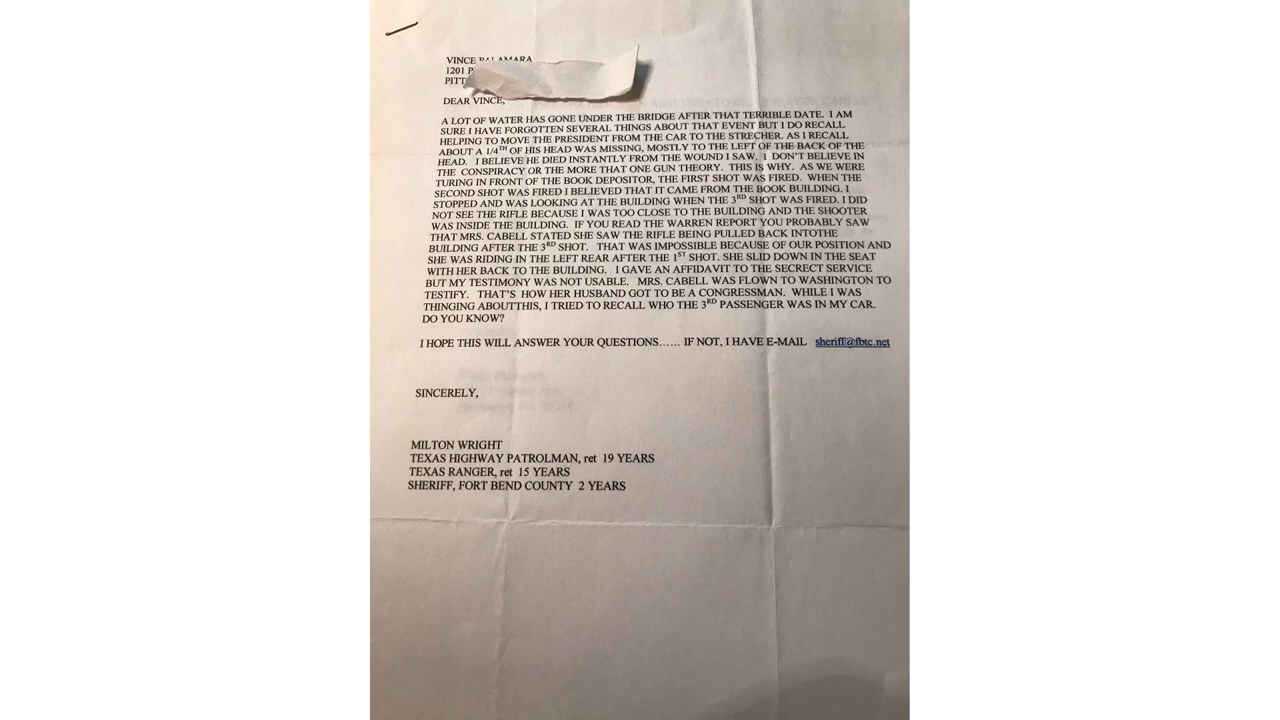 VINCE PALAMARA
1201 P
PITT
DEAR VINCE,
A LOT OF WATER HAS GONE UNDER THE BRIDGE AFTER THAT TERRIBLE DATE. I AM
SURE I HAVE FORGOTTEN SEVERAL THINGS ABOUT THAT EVENT BUT I DO RECALL
HELPING TO MOVE THE PRESIDENT FROM THE CAR TO THE STRECHER. AS I RECALL
ABOUT A 1/4TH OF HIS HEAD WAS MISSING, MOSTLY TO THE LEFT OF THE BACK OF THE
HEAD. I BELIEVE HE DIED INSTANTLY FROM THE WOUND I SAW. I DON'T BELIEVE IN
THE CONSPIRACY OR THE MORE THAT ONE GUN THEORY. THIS IS WHY. AS WE WERE
TURING IN FRONT OF THE BOOK DEPOSITOR, THE FIRST SHOT WAS FIRED. WHEN THE
SECOND SHOT WAS FIRED I BELIEVED THAT IT CAME FROM THE BOOK BUILDING. I
STOPPED AND WAS LOOKING AT THE BUILDING WHEN THE 3RD SHOT WAS FIRED. I DID
NOT SEE THE RIFLE BECAUSE I WAS TOO CLOSE TO THE BUILDING AND THE SHOOTER
WAS INSIDE THE BUILDING. IF YOU READ THE WARREN REPORT YOU PROBABLY SAW
THAT MRS. CABELL STATED SHE SAW THE RIFLE BEING PULLED BACK INTOTHE
BUILDING AFTER THE 3RD SHOT. THAT WAS IMPOSSIBLE BECAUSE OF OUR POSITION AND
SHE WAS RIDING IN THE LEFT REAR AFTER THE 1ST SHOT. SHE SLID DOWN IN THE SEAT
WITH HER BACK TO THE BUILDING. I GAVE AN AFFIDAVIT TO THE SECRECT SERVICE
BUT MY TESTIMONY WAS NOT USABLE. MRS. CABELL WAS FLOWN TO WASHINGTON TO
TESTIFY. THAT'S HOW HER HUSBAND GOT TO BE A CONGRESSMAN. WHILE I WAS
THINGING ABOUTTHIS, I TRIED TO RECALL WHO THE 3RD PASSENGER WAS IN MY CAR.
DO YOU KNOW?
I HOPE THIS WILL ANSWER YOUR QUESTIONS...... IF NOT, I HAVE E-MAIL sheriff@fbtc.net
SINCERELY,
MILTON WRIGHT
TEXAS HIGHWAY PATROLMAN, ret 19 YEARS
TEXAS RANGER, ret 15 YEARS
SHERIFF, FORT BEND COUNTY 2 YEARS